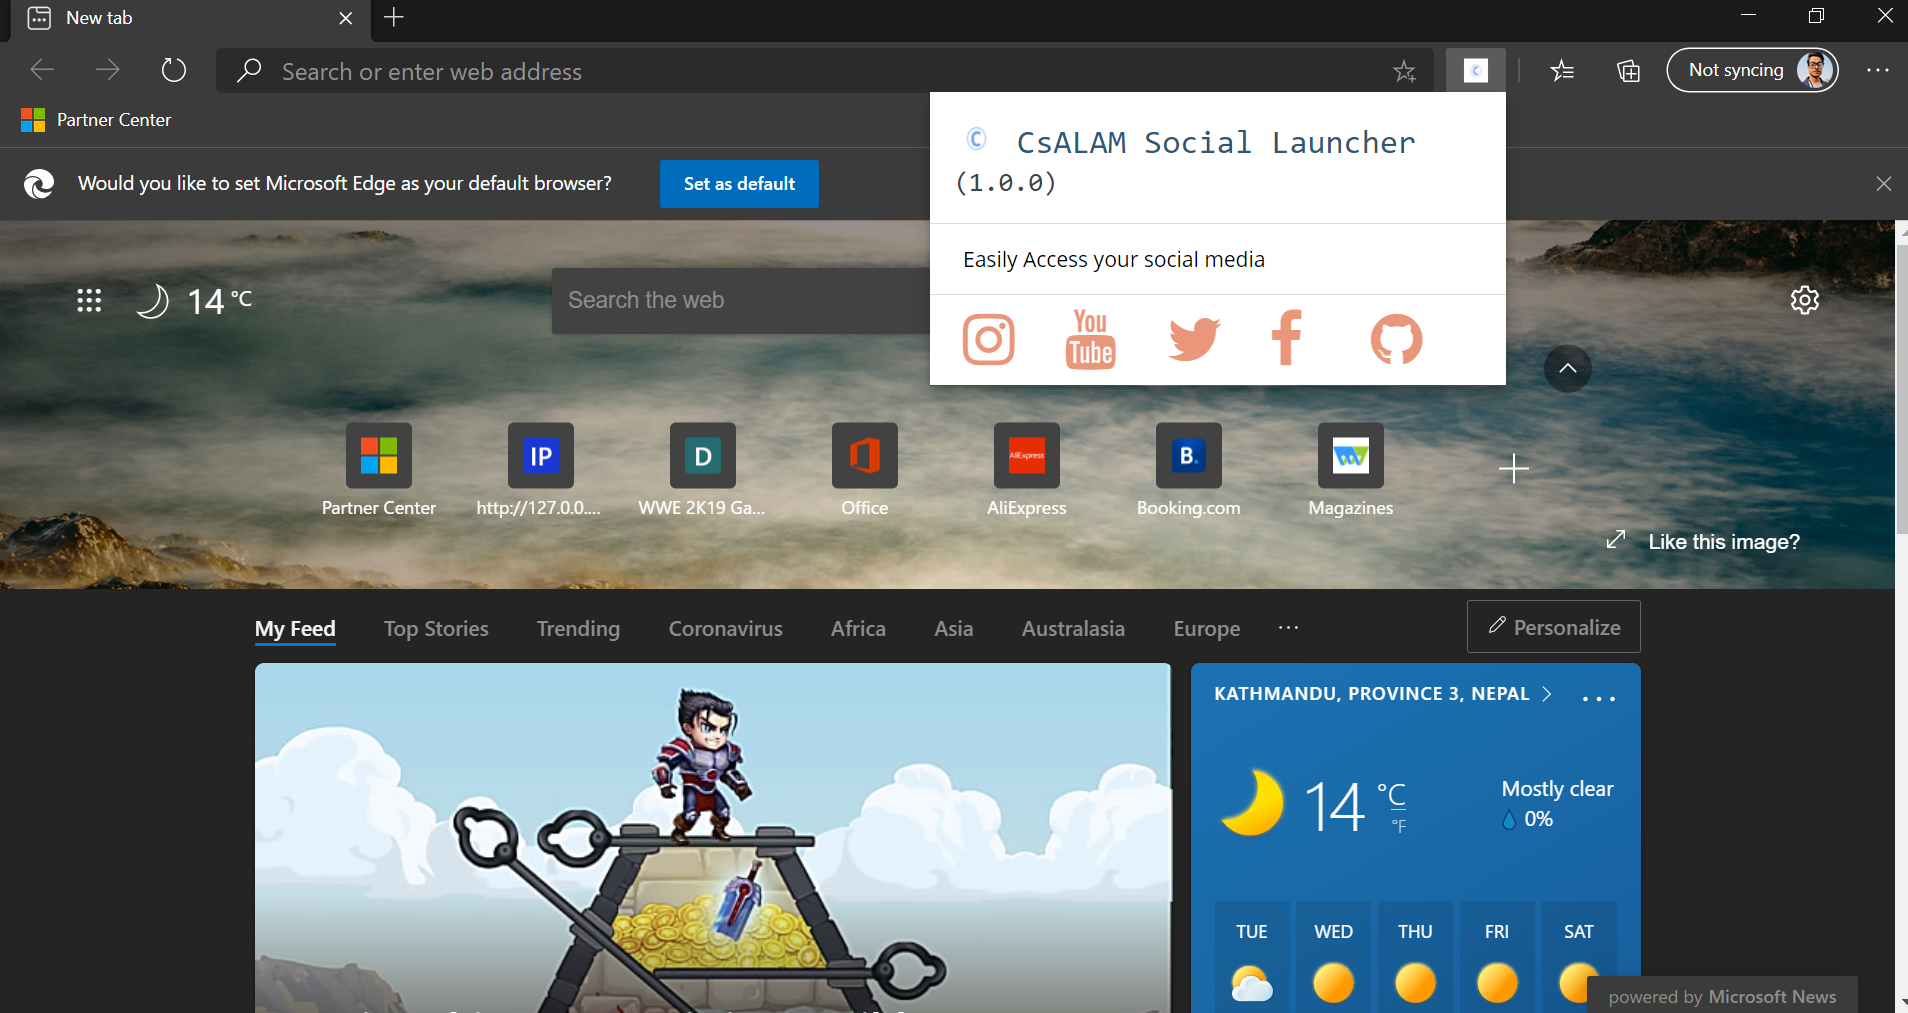 New tab
Search or enter web address
Not syncing
Partner Center
Would you like to set Microsoft Edge as your default browser?
Set as default
C CsALAM Social Launcher
(1.0.0)
Easily Access your social media
You
Tube
14 °C
Search the web
IP
D
AliExpress
B.
Partner Center
http://127.0.0....
WWE 2K19 Ga...
Office
AliExpress
Booking.com
Magazines
Like this image?
My Feed
Top Stories
Trending
Coronavirus
Africa
Asia
Australasia
Europe
Personalize
KATHMANDU, PROVINCE 3, NEPAL
14 °C
°F
Mostly clear
0%
TUE
WED
THU
FRI
SAT
powered by Microsoft News